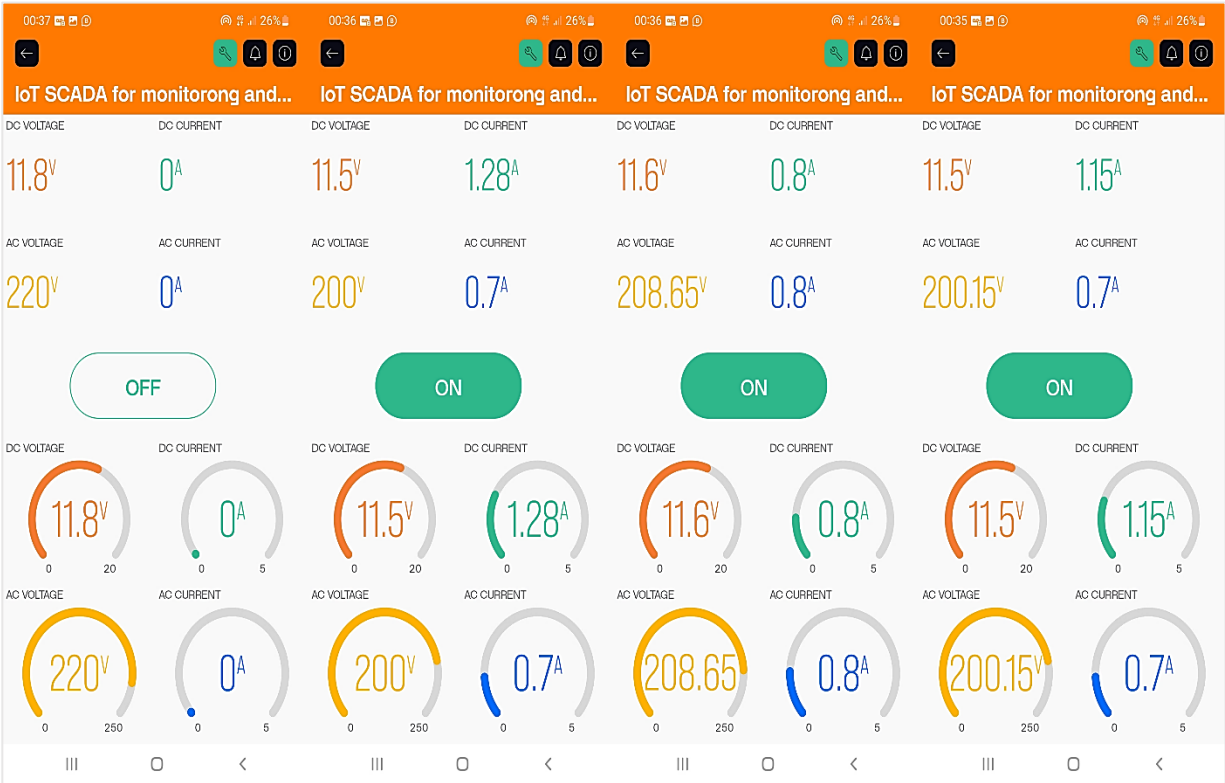 00:37 26%
IoT SCADA for monitorong and...
DC VOLTAGE DC CURRENT
11.8V 0A
AC VOLTAGE AC CURRENT
220V 0A
OFF
DC VOLTAGE DC CURRENT
11.8V 0A
0 20 0 5
AC VOLTAGE AC CURRENT
220V 0A
0 250 0 5
00:36 26%
IoT SCADA for monitorong and...
DC VOLTAGE DC CURRENT
11.5V 1.28A
AC VOLTAGE AC CURRENT
200V 0.7A
ON
DC VOLTAGE DC CURRENT
11.5V 1.28A
0 20 0 5
AC VOLTAGE AC CURRENT
200V 0.7A
0 250 0 5
00:36 26%
IoT SCADA for monitorong and...
DC VOLTAGE DC CURRENT
11.6V 0.8A
AC VOLTAGE AC CURRENT
208.65V 0.8A
ON
DC VOLTAGE DC CURRENT
11.6V 0.8A
0 20 0 5
AC VOLTAGE AC CURRENT
208.65 0.8A
0 250 0 5
00:35 26%
IoT SCADA for monitorong and...
DC VOLTAGE DC CURRENT
11.5V 1.15A
AC VOLTAGE AC CURRENT
200.15V 0.7A
ON
DC VOLTAGE DC CURRENT
11.5V 1.15A
0 20 0 5
AC VOLTAGE AC CURRENT
200.15V 0.7A
0 250 0 5